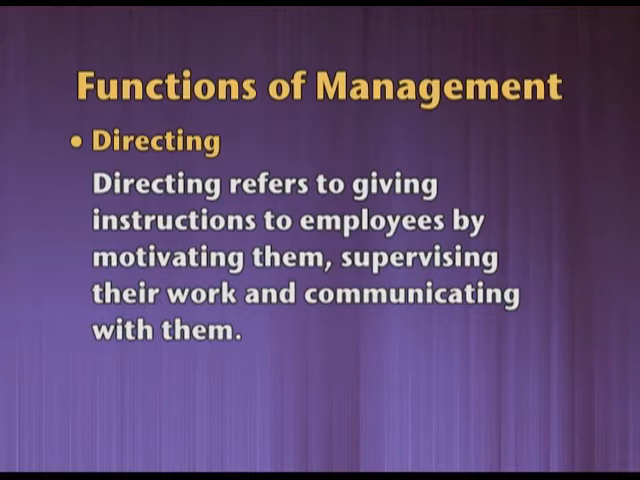 Functions of Management
• Directing
Directing refers to giving
instructions to employees by
motivating them, supervising
their work and communicating
with them.